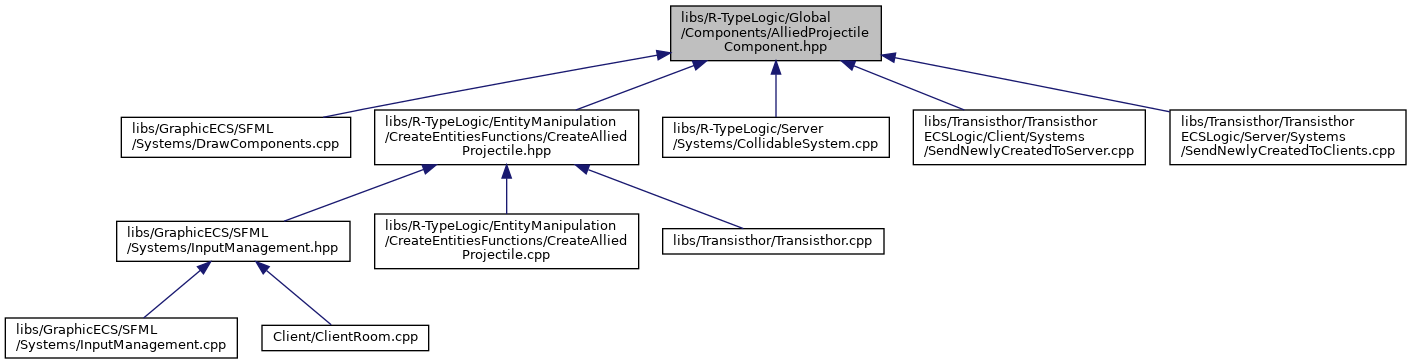 libs/R-TypeLogic/Global
/Components/AlliedProjectile
Component.hpp
libs/GraphicECS/SFML
/Systems/DrawComponents.cpp
libs/R-TypeLogic/EntityManipulation
/CreateEntitiesFunctions/CreateAllied
Projectile.hpp
libs/R-TypeLogic/Server
/Systems/CollidableSystem.cpp
libs/Transisthor/Transisthor
ECSLogic/Client/Systems
/SendNewlyCreatedToServer.cpp
libs/Transisthor/Transisthor
ECSLogic/Server/Systems
/SendNewlyCreatedToClients.cpp
libs/GraphicECS/SFML
/Systems/InputManagement.hpp
libs/R-TypeLogic/EntityManipulation
/CreateEntitiesFunctions/CreateAllied
Projectile.cpp
libs/Transisthor/Transisthor.cpp
libs/GraphicECS/SFML
/Systems/InputManagement.cpp
Client/ClientRoom.cpp